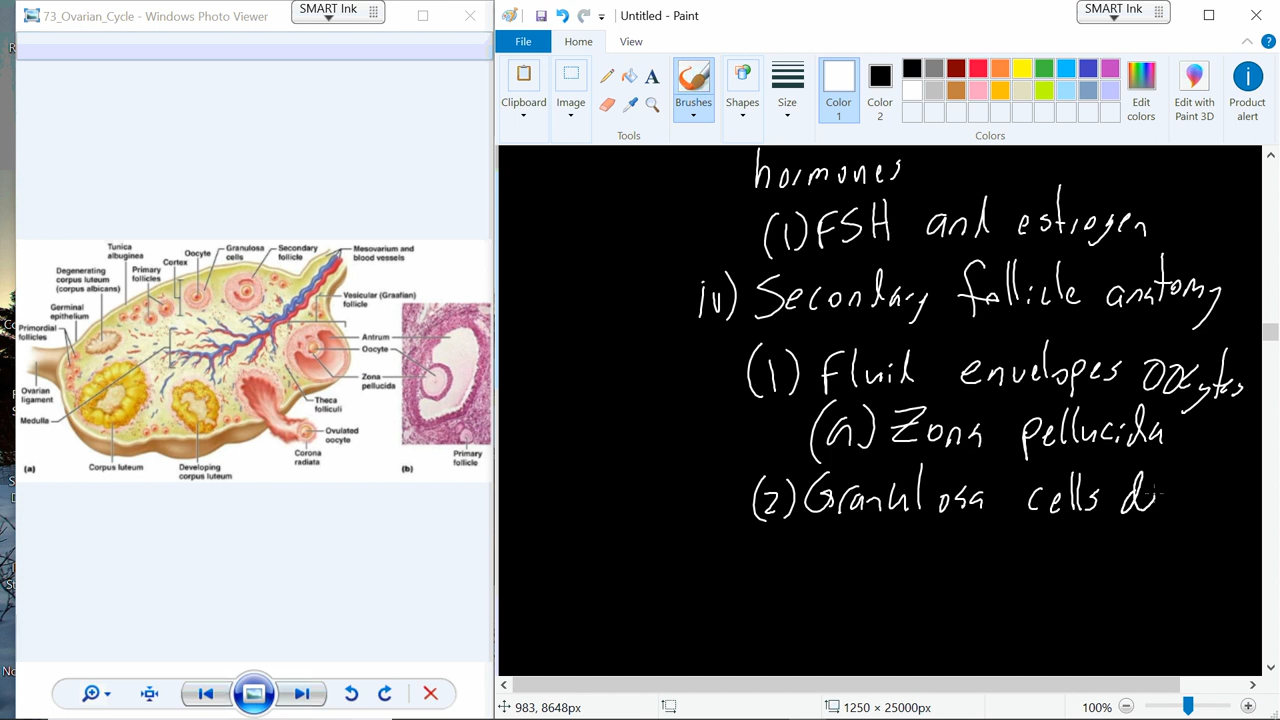 73_Ovarian_Cycle - Windows Photo Viewer
SMART Ink
Untitled - Paint
SMART Ink
File
Home
View
Clipboard
Image
Tools
Brushes
Shapes
Size
Color 1
Color 2
Colors
Edit colors
Edit with Paint 3D
Product alert
Tunica albuginea
Degenerating corpus luteum (corpus albicans)
Germinal epithelium
Primordial follicles
Ovarian ligament
Medulla
(a)
Corpus luteum
Primary follicles
Cortex
Oocyte
Granulosa cells
Secondary follicle
Mesovarium and blood vessels
Vesicular (Graafian) follicle
Antrum
Oocyte
Zona pellucida
Theca folliculi
Ovulated oocyte
Corona radiata
Developing corpus luteum
(b)
Primary follicle
hormones
(1) FSH and estrogen
iv) Secondary follicle anatomy
(1) Fluid envelopes oocytes
(a) Zona pellucida
(2) Granulosa cells d
983, 8648px
1250 × 25000px
100%